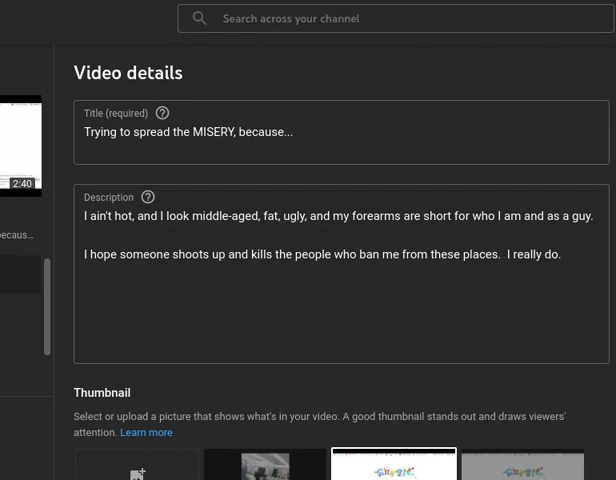 Search across your channel
Video details
Title (required)
Trying to spread the MISERY, because...
2:40
Description
ecaus...
I ain't hot, and I look middle-aged, fat, ugly, and my forearms are short for who I am and as a guy.
I hope someone shoots up and kills the people who ban me from these places.  I really do.
Thumbnail
Select or upload a picture that shows what's in your video. A good thumbnail stands out and draws viewers'
attention. Learn more